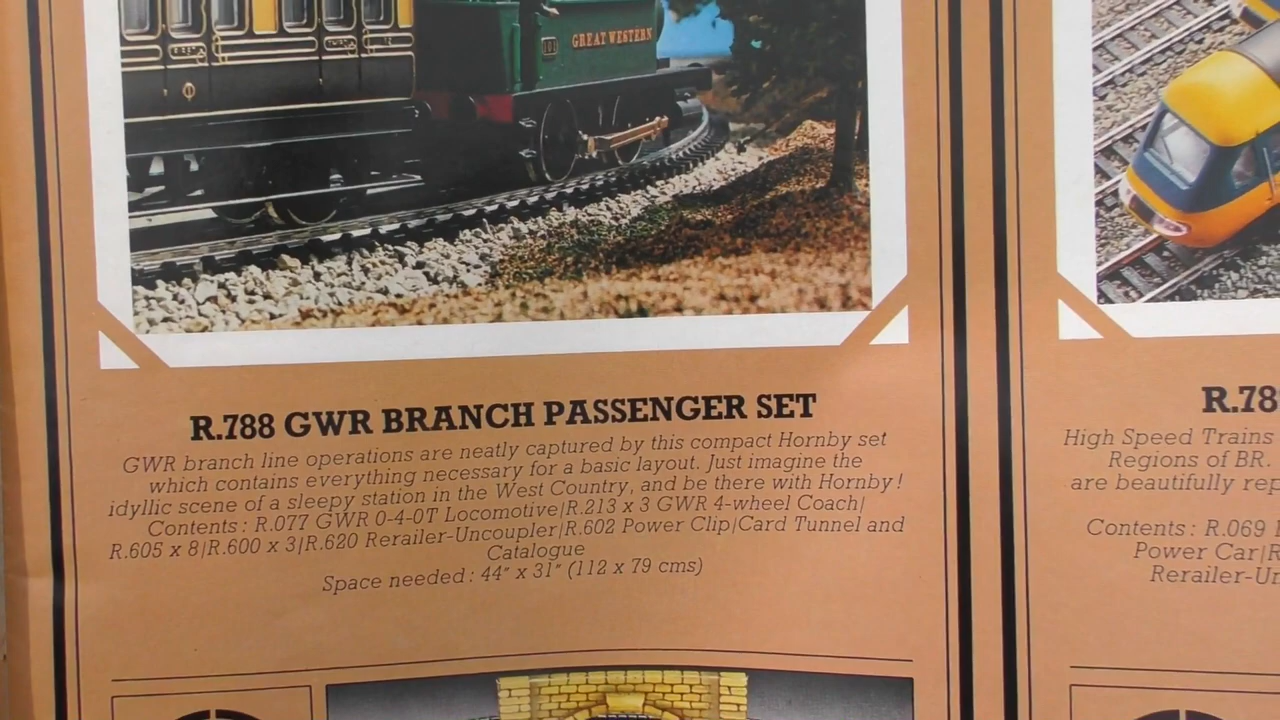 GREAT WESTERN
101
R.788 GWR BRANCH PASSENGER SET
GWR branch line operations are neatly captured by this compact Hornby set
which contains everything necessary for a basic layout. Just imagine the
idyllic scene of a sleepy station in the West Country, and be there with Hornby!
Contents: R.077 GWR 0-4-0T Locomotive|R.213 x 3 GWR 4-wheel Coach|
R.605 x 8|R.600 x 3|R.620 Rerailer-Uncoupler|R.602 Power Clip|Card Tunnel and
Catalogue
Space needed: 44" x 31" (112 x 79 cms)
R.78
High Speed Trains
Regions of BR.
are beautifully rep
Contents: R.069
Power Car|R
Rerailer-Un